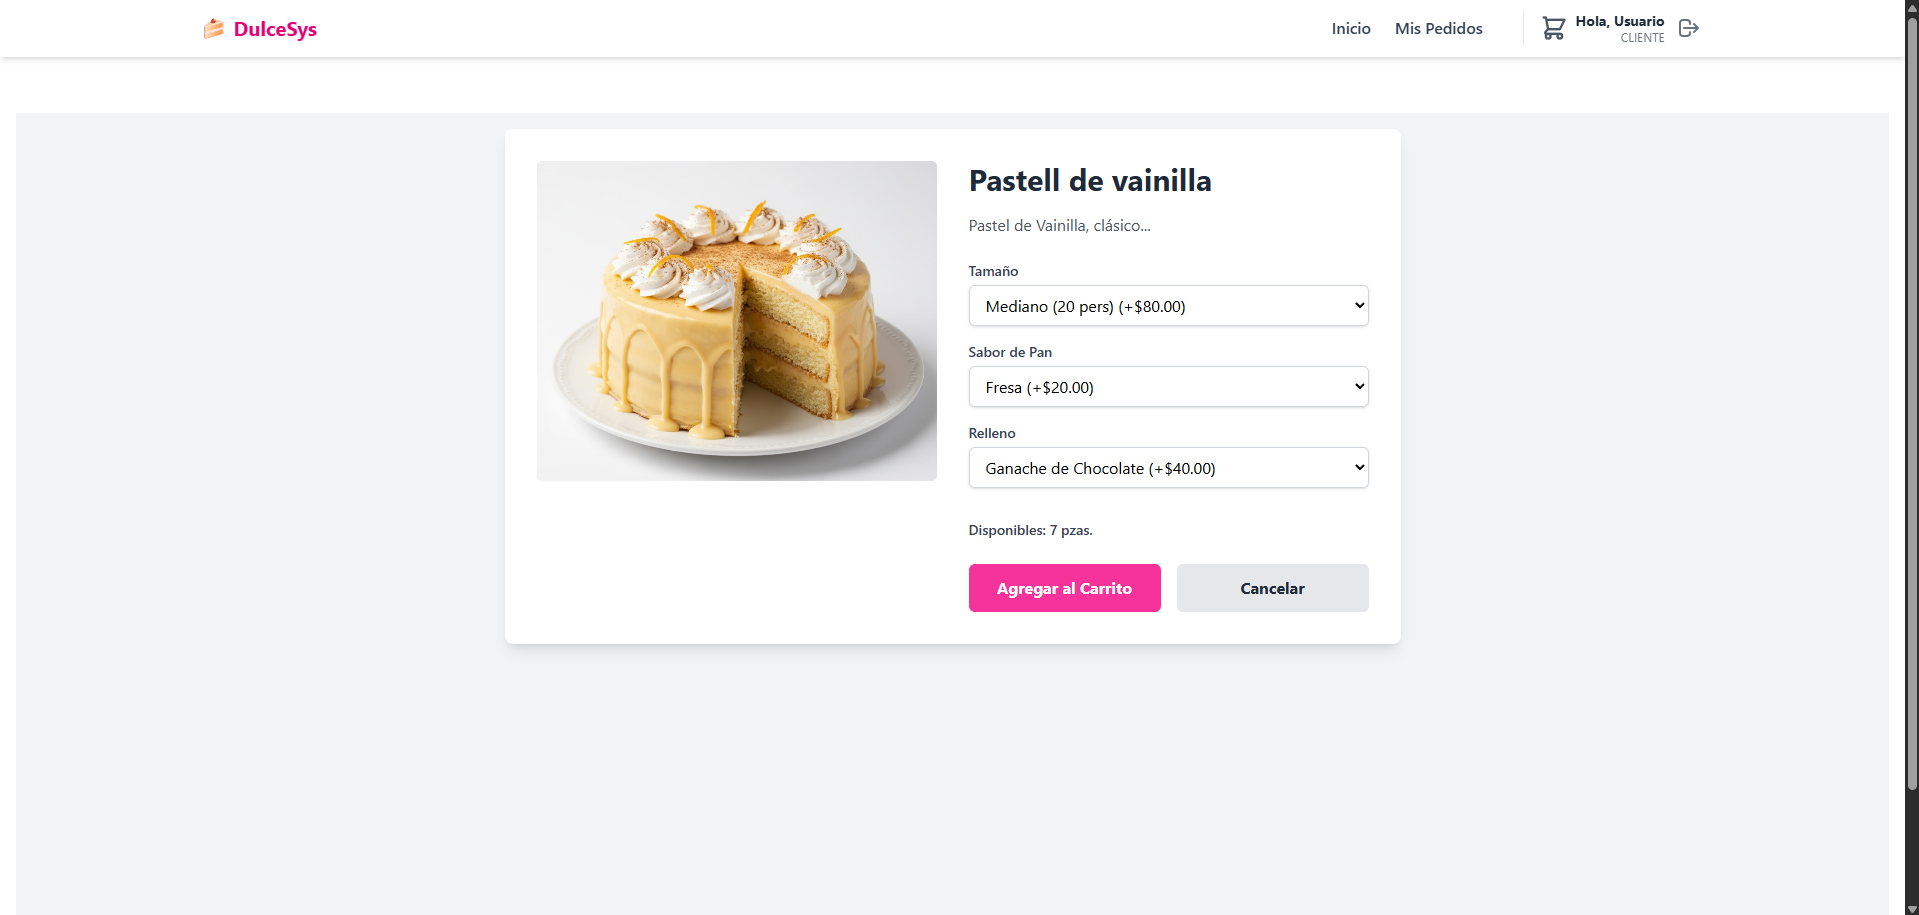 DulceSys
Inicio
Mis Pedidos
Hola, Usuario
CLIENTE
Pastell de vainilla
Pastel de Vainilla, clásico...
Tamaño
Mediano (20 pers) (+$80.00)
Sabor de Pan
Fresa (+$20.00)
Relleno
Ganache de Chocolate (+$40.00)
Disponibles: 7 pzas.
Agregar al Carrito
Cancelar